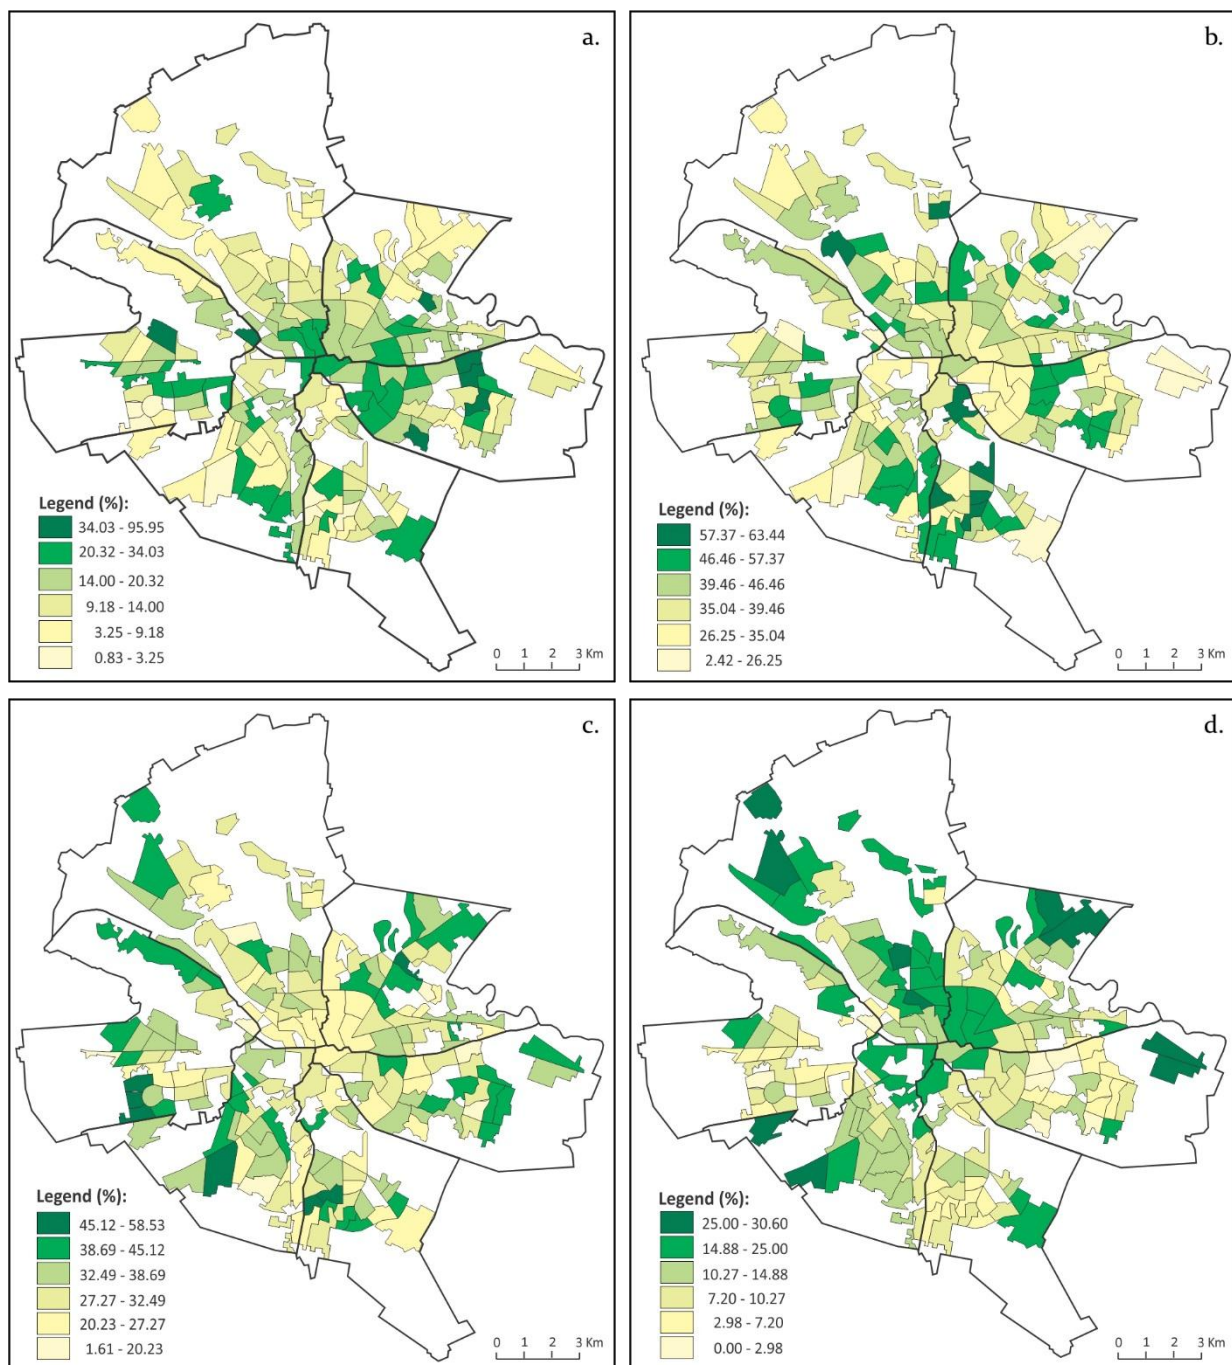 a.
Legend (%):
34.03 - 95.95
20.32 - 34.03
14.00 - 20.32
9.18 - 14.00
3.25 - 9.18
0.83 - 3.25
0 1 2 3 Km
b.
Legend (%):
57.37 - 63.44
46.46 - 57.37
39.46 - 46.46
35.04 - 39.46
26.25 - 35.04
2.42 - 26.25
0 1 2 3 Km
c.
Legend (%):
45.12 - 58.53
38.69 - 45.12
32.49 - 38.69
27.27 - 32.49
20.23 - 27.27
1.61 - 20.23
0 1 2 3 Km
d.
Legend (%):
25.00 - 30.60
14.88 - 25.00
10.27 - 14.88
7.20 - 10.27
2.98 - 7.20
0.00 - 2.98
0 1 2 3 Km